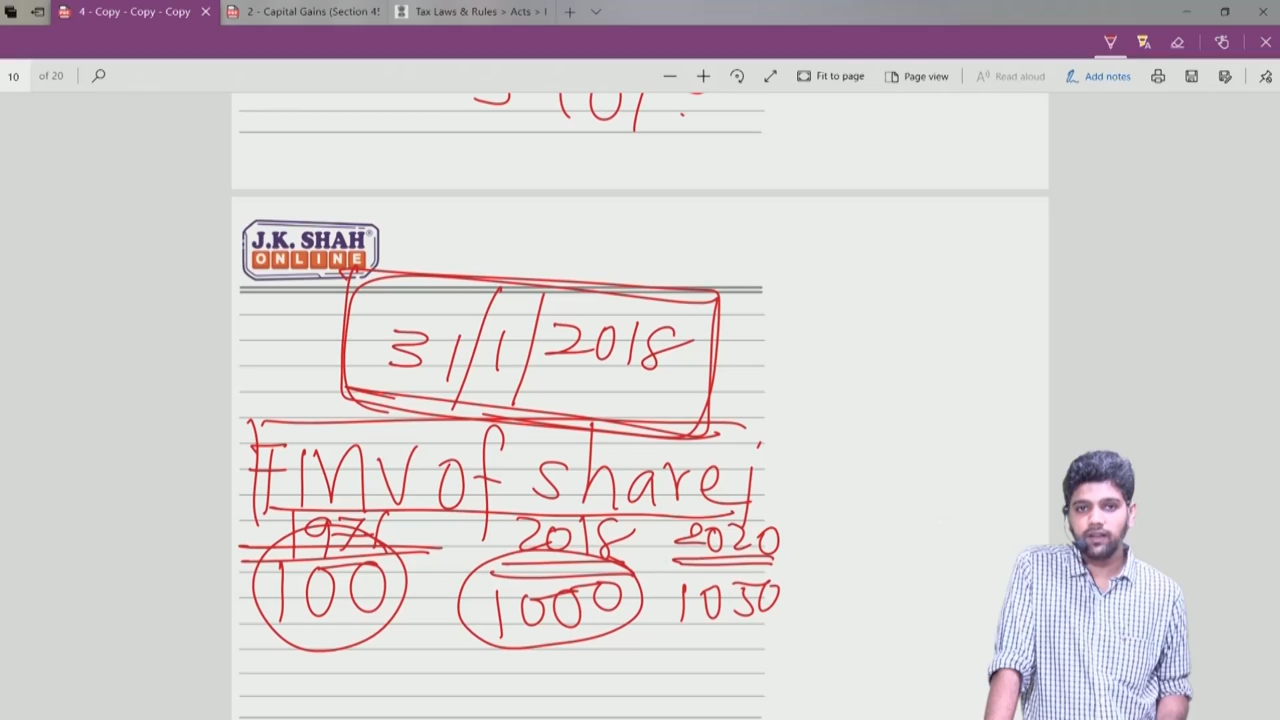 4 - Copy - Copy - Copy
2 - Capital Gains (Section 4!
Tax Laws & Rules > Acts > I
10 of 20
Fit to page
Page view
Read aloud
Add notes
J.K. SHAH®
ONLINE
31/1/2018
FMV of share
2018 2020
100 1000 1050